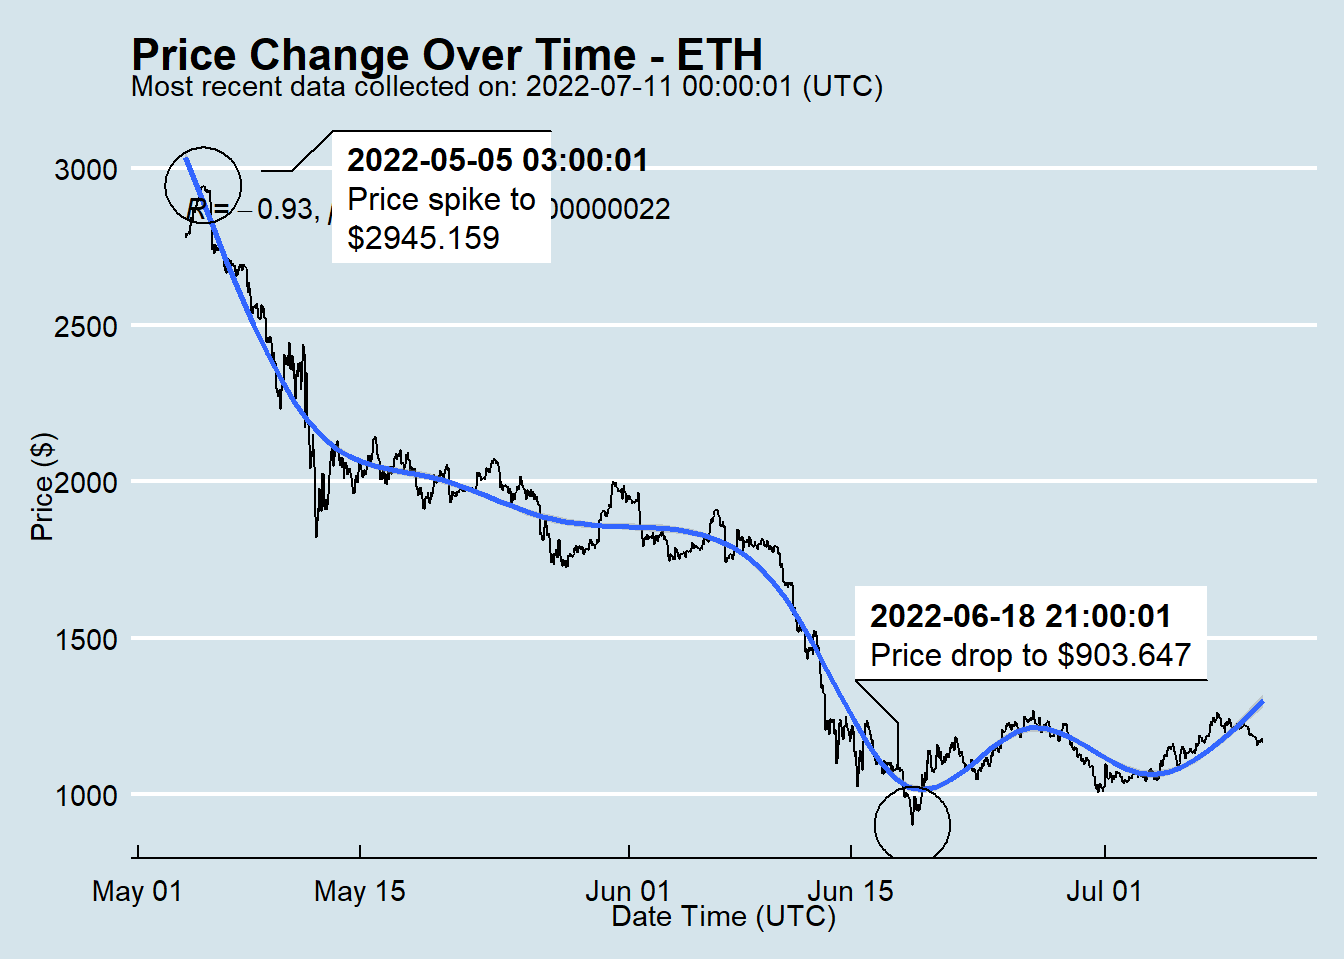 Price Change Over Time - ETH
Most recent data collected on: 2022-07-11 00:00:01 (UTC)
2022-05-05 03:00:01
Price spike to
$2945.159
R = −0.93, 00000022
3000
2500
2000
1500
1000
Price ($)
2022-06-18 21:00:01
Price drop to $903.647
May 01
May 15
Jun 01
Jun 15
Jul 01
Date Time (UTC)